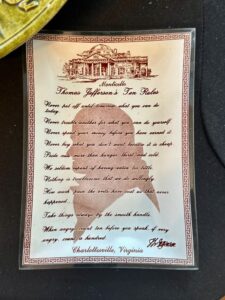 Monticello
Thomas Jefferson's Ten Rules
Never put off until tomorrow what you can do
today.
Never trouble another for what you can do yourself.
Never spend your money before you have earned it.
Never buy what you don't want because it is cheap.
Pride costs more than hunger thirst and cold.
We seldom repent of having eaten too little.
Nothing is troublesome that we do willingly.
How much pain the evils have cost us that never
happened.
Take things always by the smooth handle.
When angry count ten before you speak if very
angry, count a hundred.
Charlottesville, Virginia